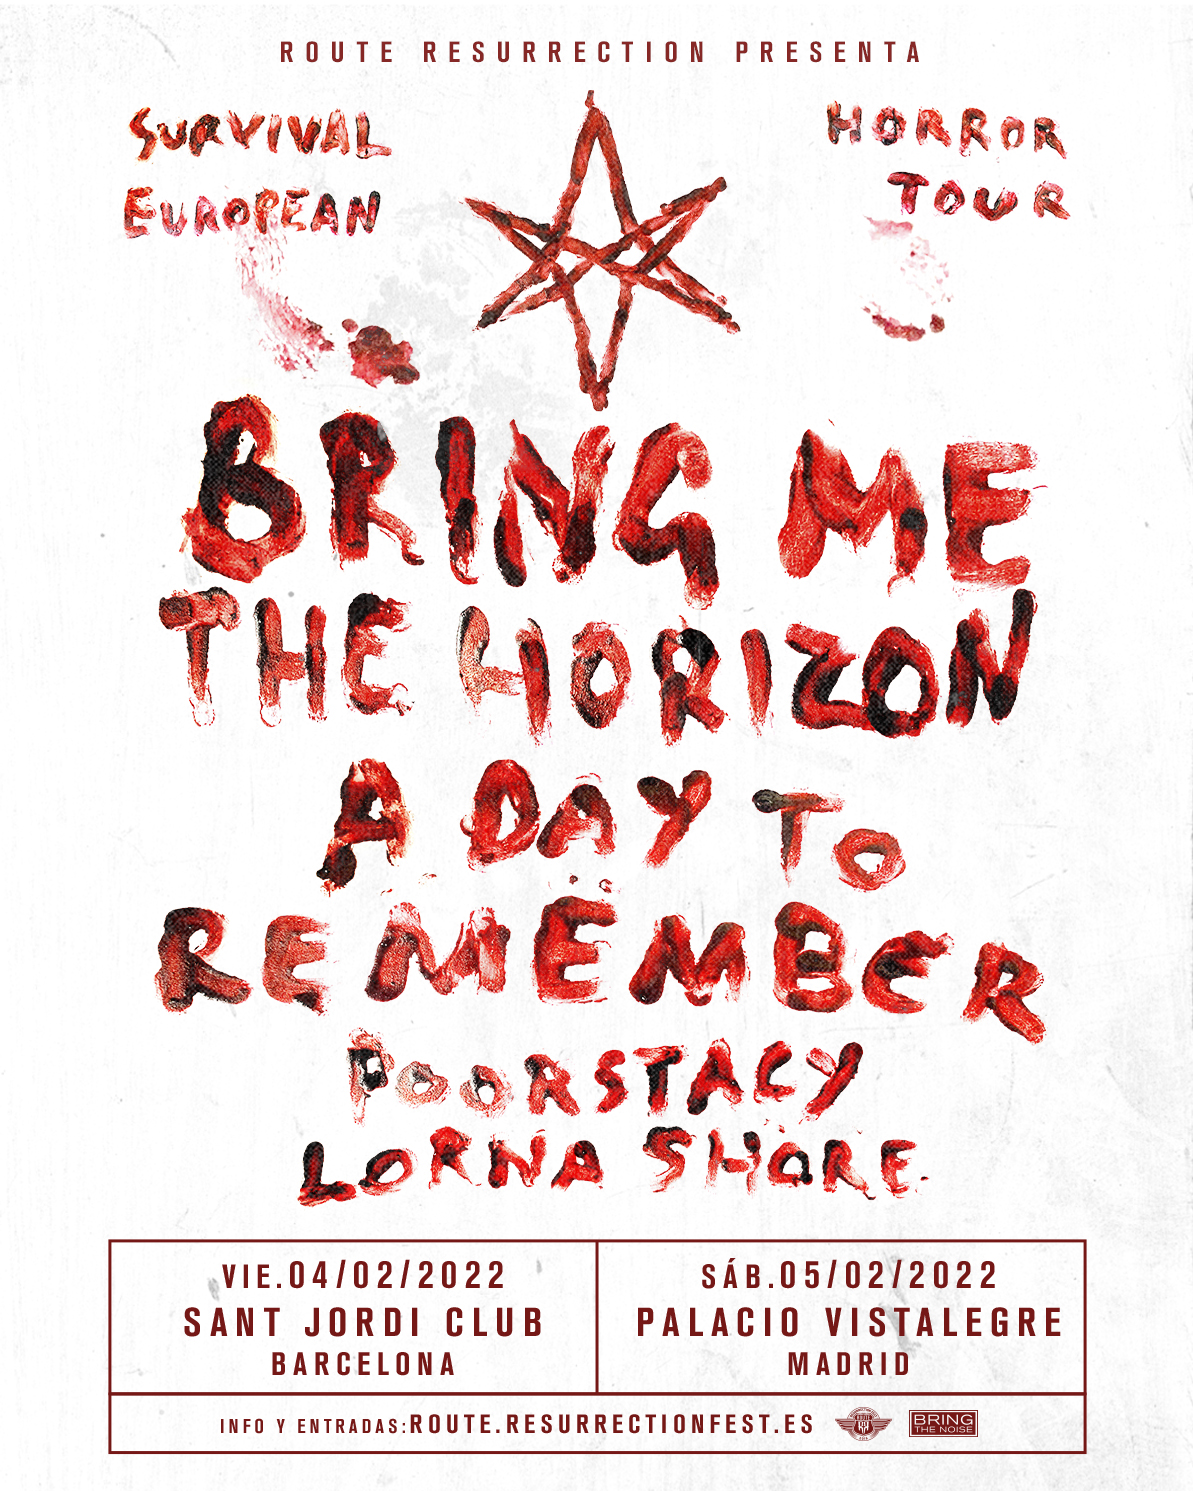 ROUTE RESURRECTION PRESENTA
SURVIVAL HORROR
EUROPEAN TOUR
BRING ME
THE HORIZON
A DAY TO
REMEMBER
POORSTACY
LORNA SHORE
VIE.04/02/2022
SANT JORDI CLUB
BARCELONA
SÁB.05/02/2022
PALACIO VISTALEGRE
MADRID
INFO Y ENTRADAS:ROUTE.RESURRECTIONFEST.ES
BRING
THE NOISE